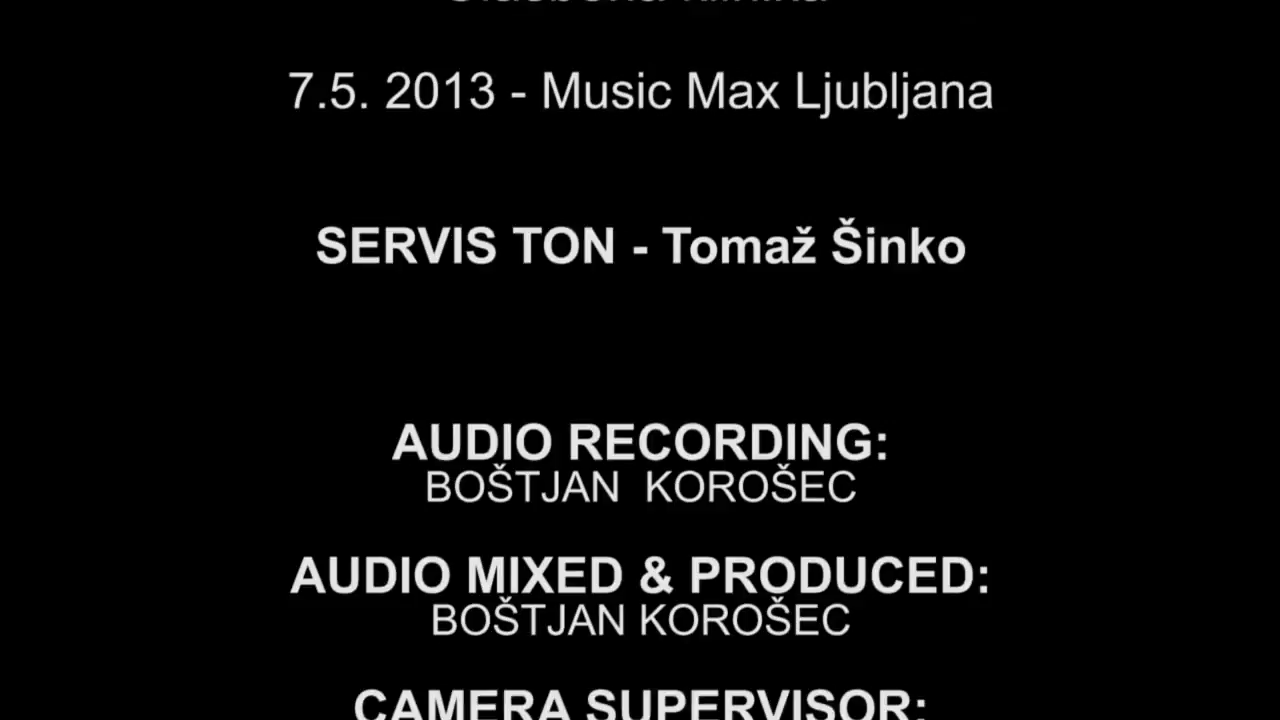 7.5. 2013 - Music Max Ljubljana
SERVIS TON - Tomaž Šinko
AUDIO RECORDING:
BOŠTJAN KOROŠEC
AUDIO MIXED & PRODUCED:
BOŠTJAN KOROŠEC
CAMERA SUPERVISOR: